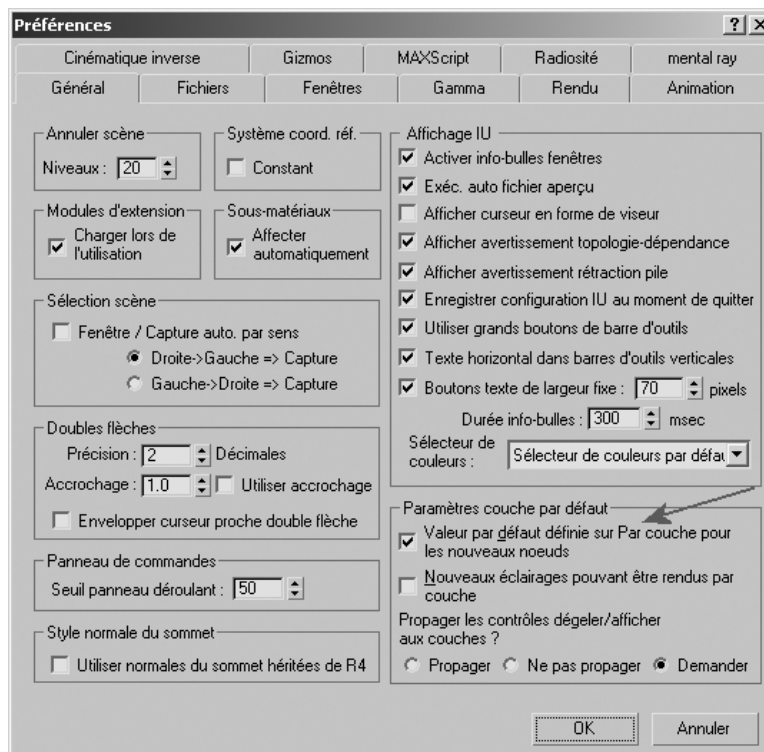 Préférences
Cinématique inverse
Gizmos
MAXScript
Radiosité
mental ray
Général
Fichiers
Fenêtres
Gamma
Rendu
Animation
Annuler scène
Niveaux : 20
Système coord. réf.
Constant
Modules d'extension
Charger lors de
l'utilisation
Sous-matériaux
Affecter
automatiquement
Sélection scène
Fenêtre / Capture auto. par sens
Droite->Gauche => Capture
Gauche->Droite => Capture
Doubles flèches
Précision : 2 Décimales
Accrochage : 1.0 Utiliser accrochage
Envelopper curseur proche double flèche
Panneau de commandes
Seuil panneau déroulant : 50
Style normale du sommet
Utiliser normales du sommet héritées de R4
Affichage IU
Activer info-bulles fenêtres
Exéc. auto fichier aperçu
Afficher curseur en forme de viseur
Afficher avertissement topologie-dépendance
Afficher avertissement rétraction pile
Enregistrer configuration IU au moment de quitter
Utiliser grands boutons de barre d'outils
Texte horizontal dans barres d'outils verticales
Boutons texte de largeur fixe : 70 pixels
Durée info-bulles : 300 msec
Sélecteur de
couleurs :
Sélecteur de couleurs par défau
Paramètres couche par défaut
Valeur par défaut définie sur Par couche pour
les nouveaux noeuds
Nouveaux éclairages pouvant être rendus par
couche
Propager les contrôles dégeler/afficher
aux couches ?
Propager
Ne pas propager
Demander
OK
Annuler